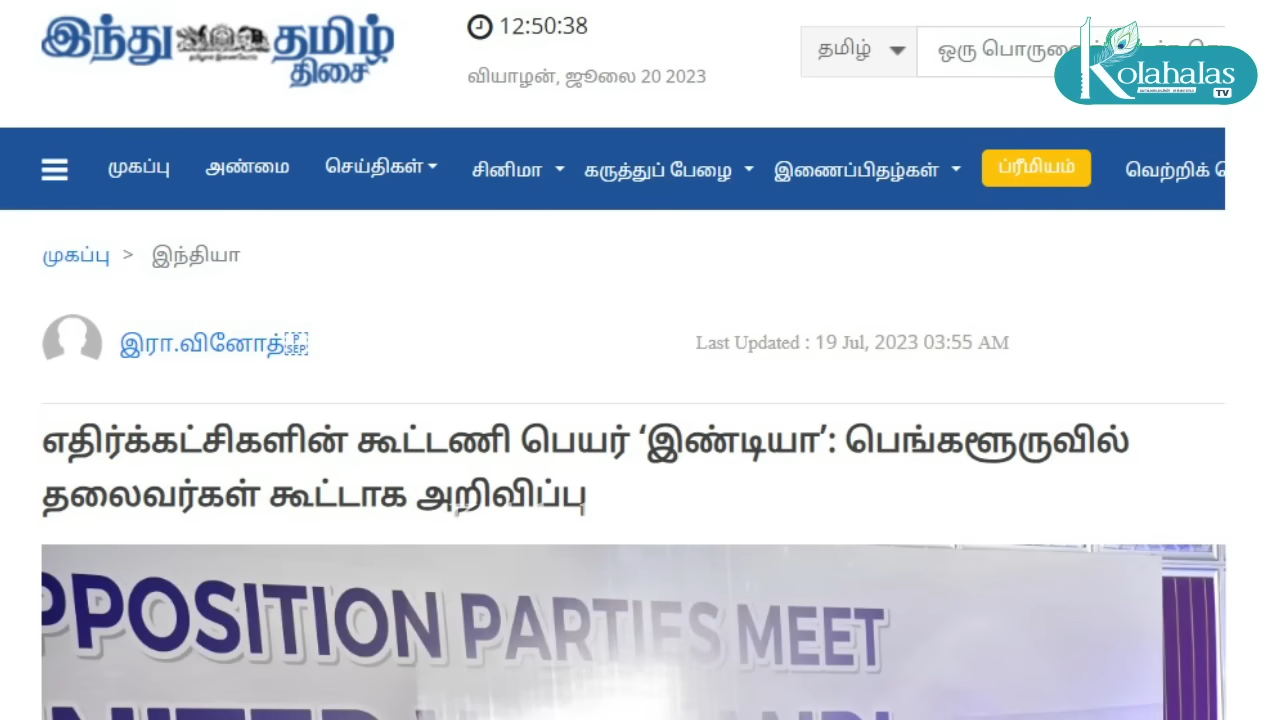 இந்து தமிழ் திசை
12:50:38
வியாழன், ஜூலை 20 2023
தமிழ்
ஒரு
Kolahalas TV
முகப்பு அண்மை செய்திகள் சினிமா கருத்துப் பேழை இணைப்பிதழ்கள் ப்ரீமியம் வெற்றிக்
முகப்பு > இந்தியா
இரா.வினோத்
Last Updated : 19 Jul, 2023 03:55 AM
எதிர்க்கட்சிகளின் கூட்டணி பெயர் ‘இண்டியா’: பெங்களூருவில்
தலைவர்கள் கூட்டாக அறிவிப்பு
PPOSITION PARTIES MEET